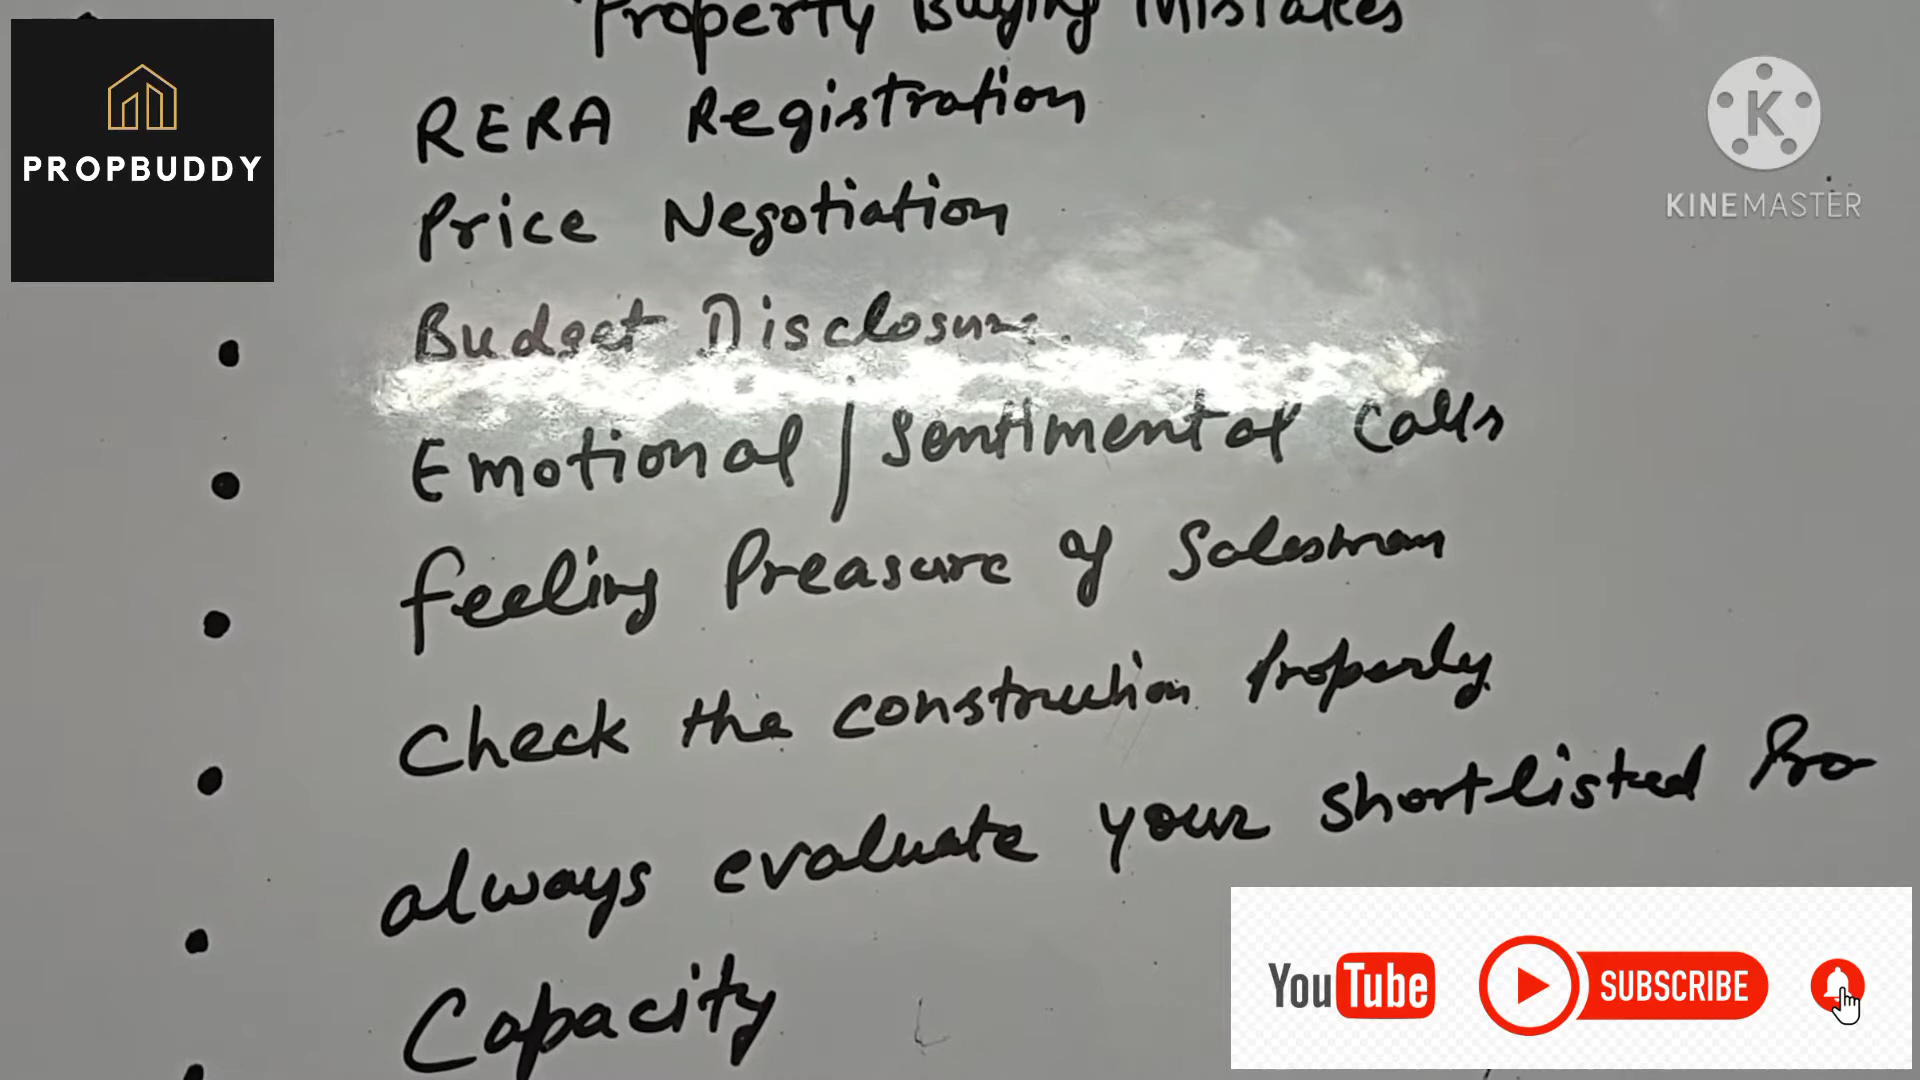 Property Buying Mistakes
RERA Registration
Price Negotiation
Budget Disclosure
Emotional / Sentimental Calls
feeling Preasure of Salesman
Check the construction Properly
always evaluate your shortlisted Pro
Capacity
PROPBUDDY
K
KINEMASTER
YouTube SUBSCRIBE